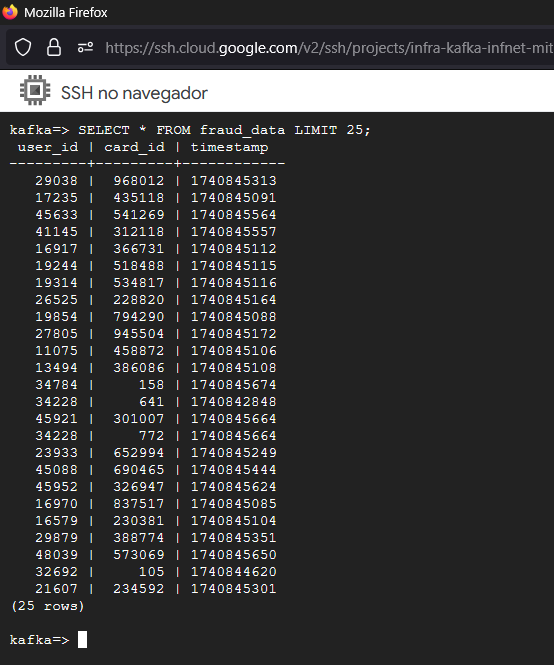 Mozilla Firefox
https://ssh.cloud.google.com/v2/ssh/projects/infra-kafka-infnet-mit
SSH no navegador
kafka=> SELECT * FROM fraud_data LIMIT 25;
 user_id | card_id | timestamp
---------+---------+------------
   29038 |  968012 | 1740845313
   17235 |  435118 | 1740845091
   45633 |  541269 | 1740845564
   41145 |  312118 | 1740845557
   16917 |  366731 | 1740845112
   19244 |  518488 | 1740845115
   19314 |  534817 | 1740845116
   26525 |  228820 | 1740845164
   19854 |  794290 | 1740845088
   27805 |  945504 | 1740845172
   11075 |  458872 | 1740845106
   13494 |  386086 | 1740845108
   34784 |     158 | 1740845674
   34228 |     641 | 1740842848
   45921 |  301007 | 1740845664
   34228 |     772 | 1740845664
   23933 |  652994 | 1740845249
   45088 |  690465 | 1740845444
   45952 |  326947 | 1740845624
   16970 |  837517 | 1740845085
   16579 |  230381 | 1740845104
   29879 |  388774 | 1740845351
   48039 |  573069 | 1740845650
   32692 |     105 | 1740844620
   21607 |  234592 | 1740845301
(25 rows)
kafka=>